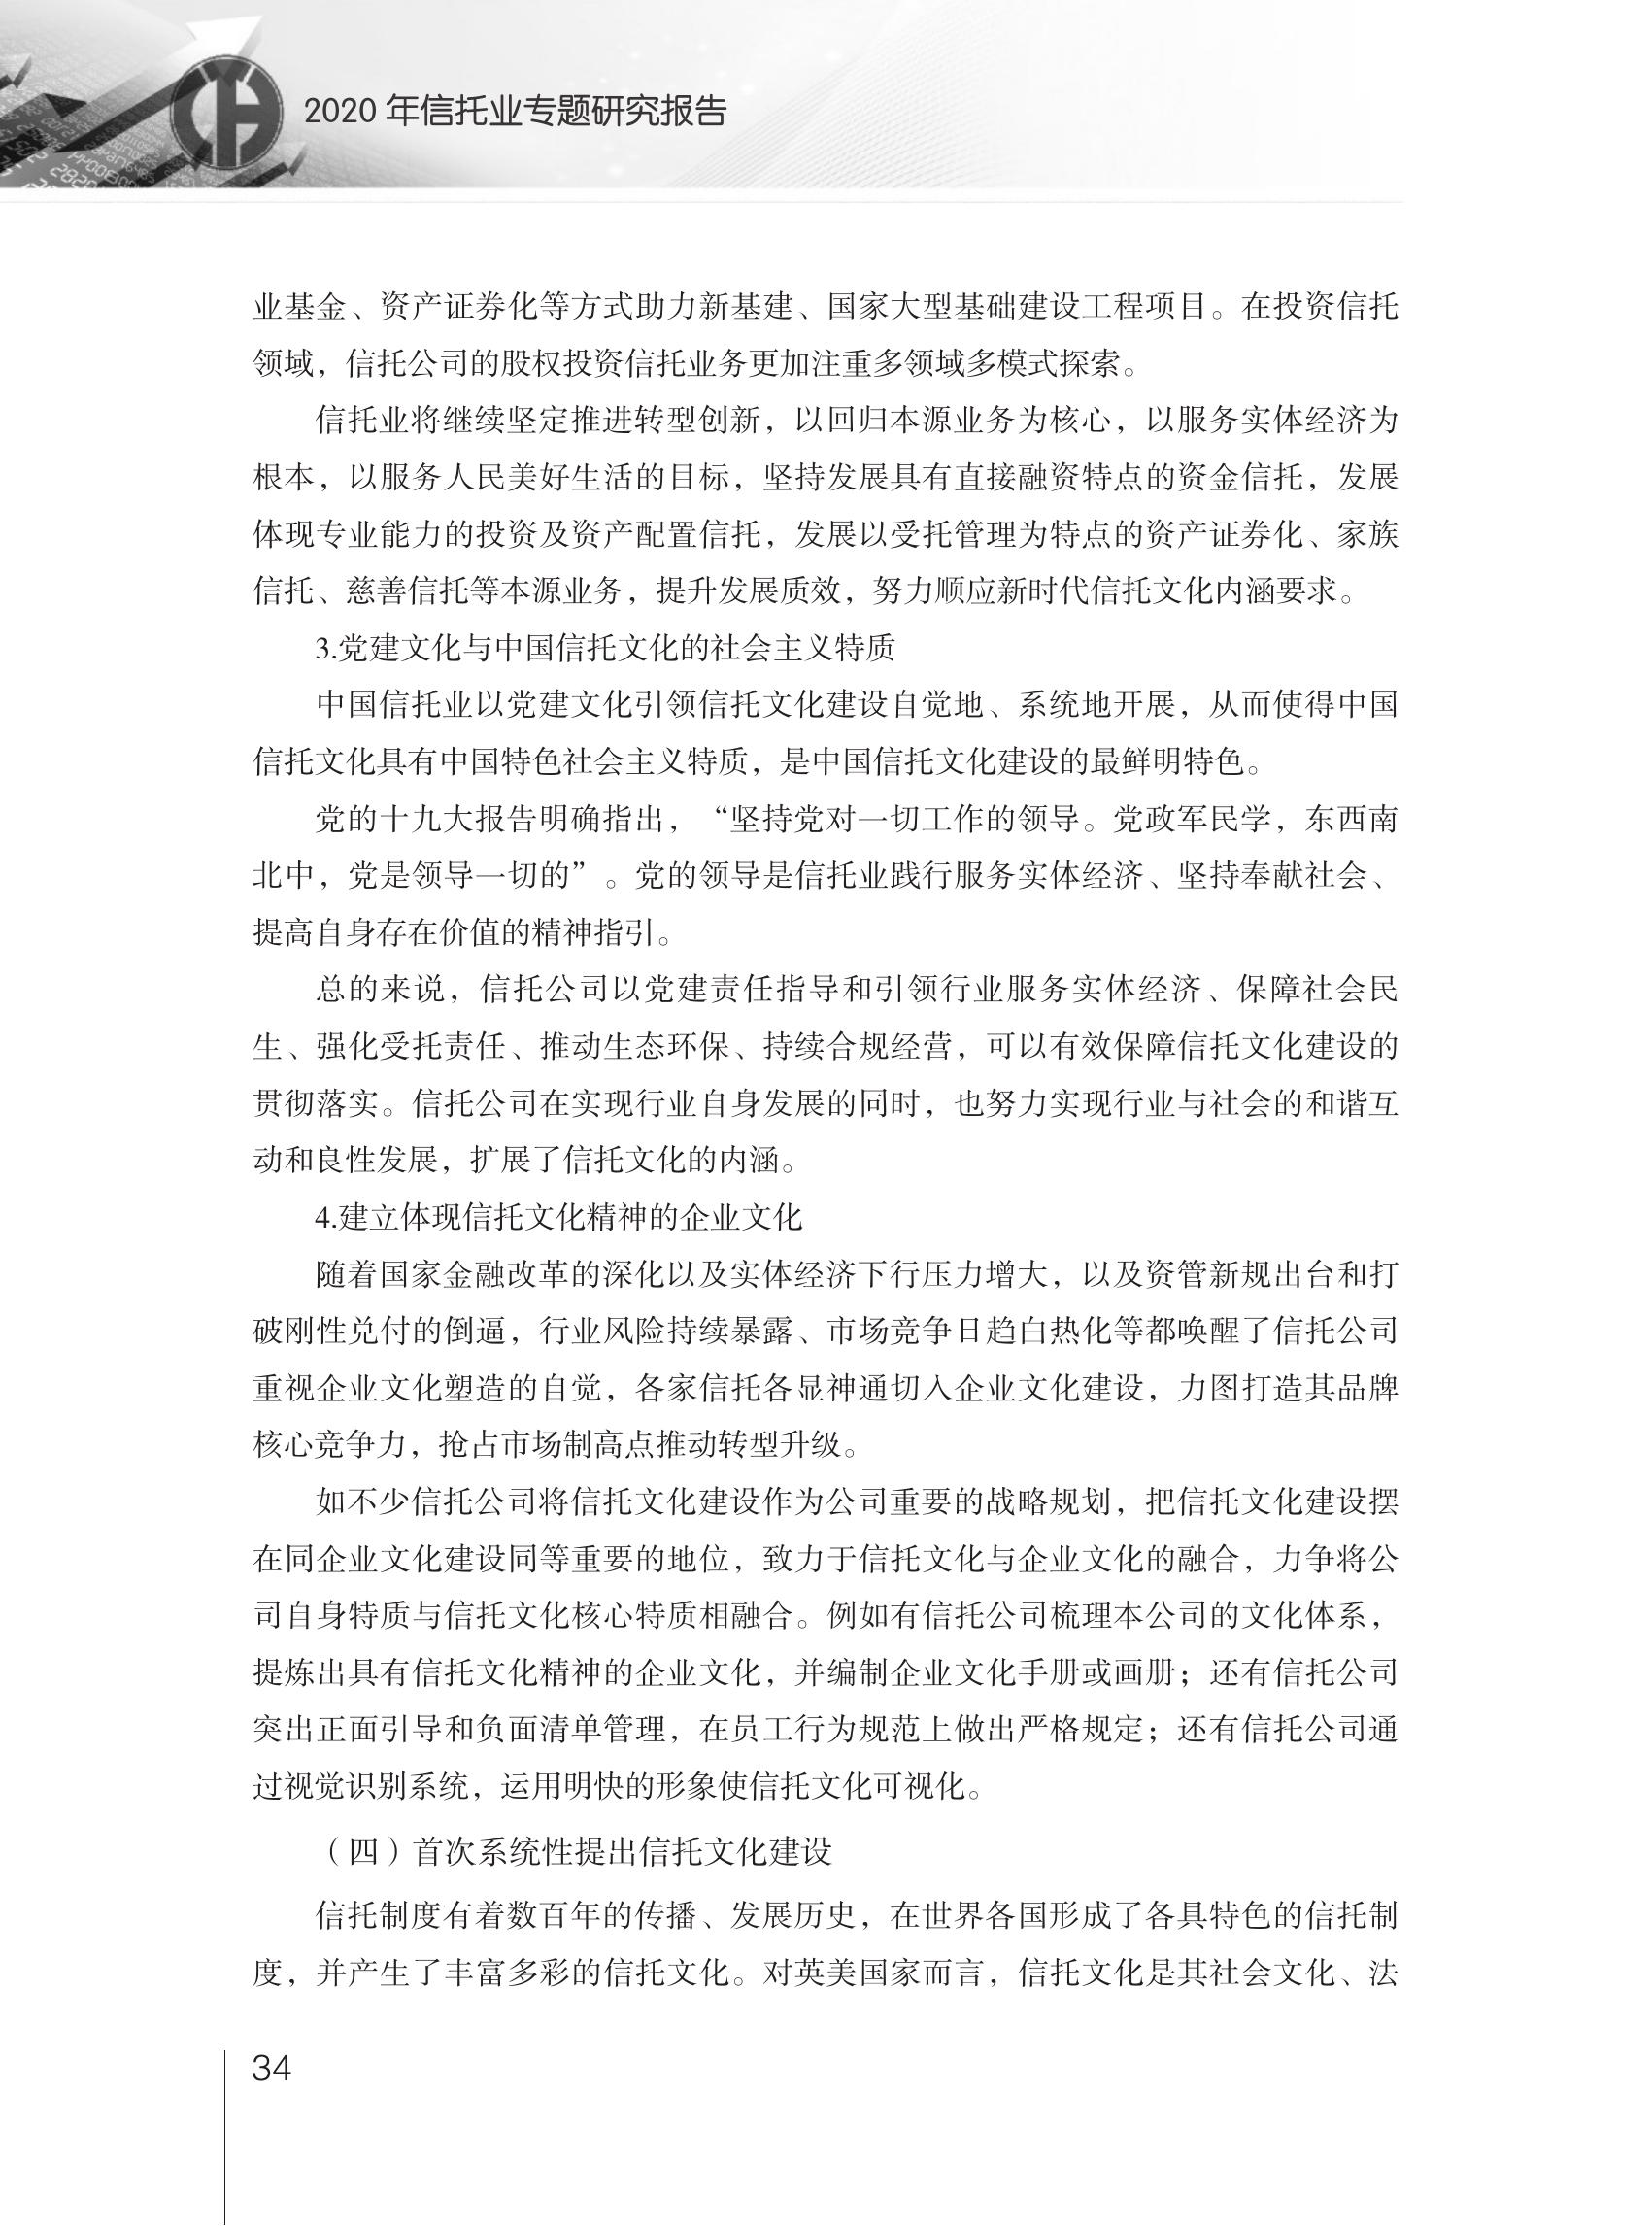 2020 年信托业专题研究报告
业基金、资产证券化等方式助力新基建、国家大型基础建设工程项目。在投资信托
领域，信托公司的股权投资信托业务更加注重多领域多模式探索。
信托业将继续坚定推进转型创新，以回归本源业务为核心，以服务实体经济为
根本，以服务人民美好生活的目标，坚持发展具有直接融资特点的资金信托，发展
体现专业能力的投资及资产配置信托，发展以受托管理为特点的资产证券化、家族
信托、慈善信托等本源业务，提升发展质效，努力顺应新时代信托文化内涵要求。
3.党建文化与中国信托文化的社会主义特质
中国信托业以党建文化引领信托文化建设自觉地、系统地开展，从而使得中国
信托文化具有中国特色社会主义特质，是中国信托文化建设的最鲜明特色。
党的十九大报告明确指出，“坚持党对一切工作的领导。党政军民学，东西南
北中，党是领导一切的”。党的领导是信托业践行服务实体经济、坚持奉献社会、
提高自身存在价值的精神指引。
总的来说，信托公司以党建责任指导和引领行业服务实体经济、保障社会民
生、强化受托责任、推动生态环保、持续合规经营，可以有效保障信托文化建设的
贯彻落实。信托公司在实现行业自身发展的同时，也努力实现行业与社会的和谐互
动和良性发展，扩展了信托文化的内涵。
4.建立体现信托文化精神的企业文化
随着国家金融改革的深化以及实体经济下行压力增大，以及资管新规出台和打
破刚性兑付的倒逼，行业风险持续暴露、市场竞争日趋白热化等都唤醒了信托公司
重视企业文化塑造的自觉，各家信托各显神通切入企业文化建设，力图打造其品牌
核心竞争力，抢占市场制高点推动转型升级。
如不少信托公司将信托文化建设作为公司重要的战略规划，把信托文化建设摆
在同企业文化建设同等重要的地位，致力于信托文化与企业文化的融合，力争将公
司自身特质与信托文化核心特质相融合。例如有信托公司梳理本公司的文化体系，
提炼出具有信托文化精神的企业文化，并编制企业文化手册或画册；还有信托公司
突出正面引导和负面清单管理，在员工行为规范上做出严格规定；还有信托公司通
过视觉识别系统，运用明快的形象使信托文化可视化。
（四）首次系统性提出信托文化建设
信托制度有着数百年的传播、发展历史，在世界各国形成了各具特色的信托制
度，并产生了丰富多彩的信托文化。对英美国家而言，信托文化是其社会文化、法
34